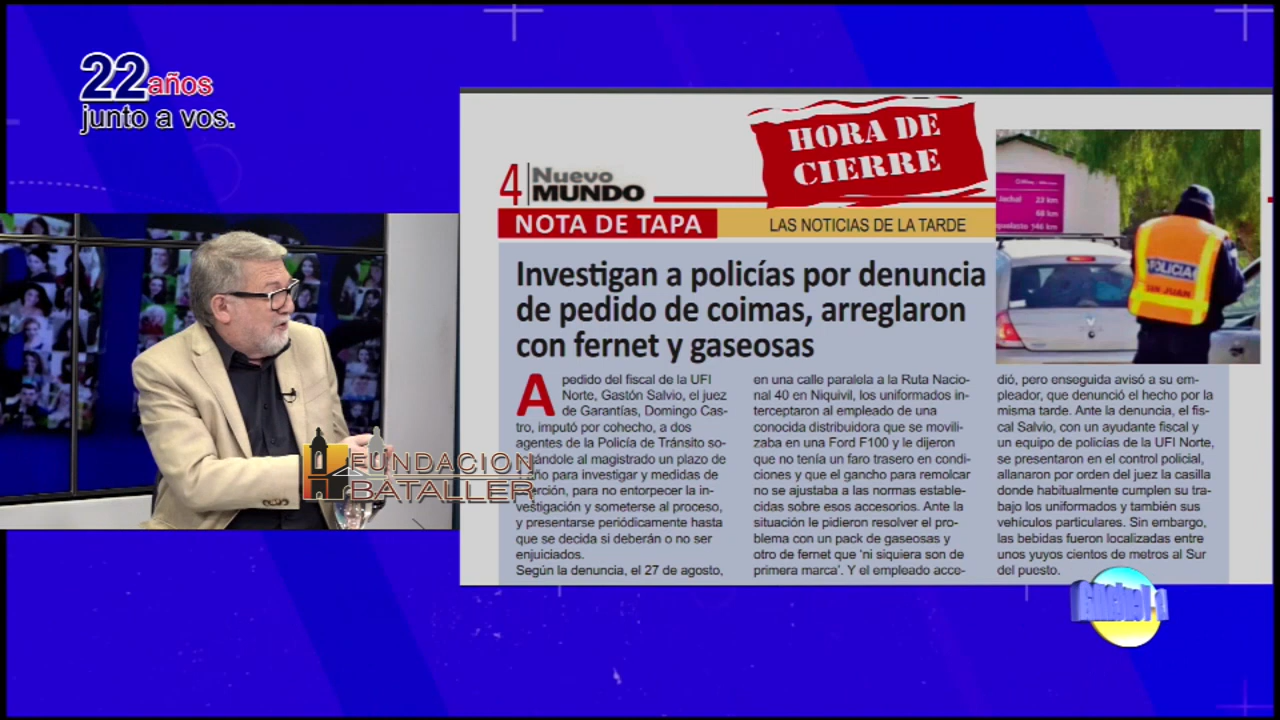 22 años
junto a vos.
HORA DE
CIERRE
4 Nuevo
MUNDO
NOTA DE TAPA
LAS NOTICIAS DE LA TARDE
Investigan a policías por denuncia
de pedido de coimas, arreglaron
con fernet y gaseosas
A pedido del fiscal de la UFI
Norte, Gastón Salvio, el juez
de Garantías, Domingo Cas-
tro, imputó por cohecho, a dos
agentes de la Policía de Tránsito so-
al magistrado un plazo de
para investigar y medidas de
para no entorpecer la in-
vestigación y someterse al proceso,
y presentarse periódicamente hasta
que se decida si deberán o no ser
enjuiciados.
Según la denuncia, el 27 de agosto,
en una calle paralela a la Ruta Nacio-
nal 40 en Niquivil, los uniformados in-
terceptaron al empleado de una
conocida distribuidora que se movili-
zaba en una Ford F100 y le dijeron
que no tenía un faro trasero en condi-
ciones y que el gancho para remolcar
no se ajustaba a las normas estable-
cidas sobre esos accesorios. Ante la
situación le pidieron resolver el pro-
blema con un pack de gaseosas y
otro de fernet que 'ni siquiera son de
primera marca'. Y el empleado acce-
dió, pero enseguida avisó a su em-
pleador, que denunció el hecho por la
misma tarde. Ante la denuncia, el fis-
cal Salvio, con un ayudante fiscal y
un equipo de policías de la UFI Norte,
se presentaron en el control policial,
allanaron por orden del juez la casilla
donde habitualmente cumplen su tra-
bajo los uniformados y también sus
vehículos particulares. Sin embargo,
las bebidas fueron localizadas entre
unos yuyos cientos de metros al Sur
del puesto.
Jachal 23 km
68 km
146 km
POLICIA
SAN JUAN
FUNDACION
BATALLER